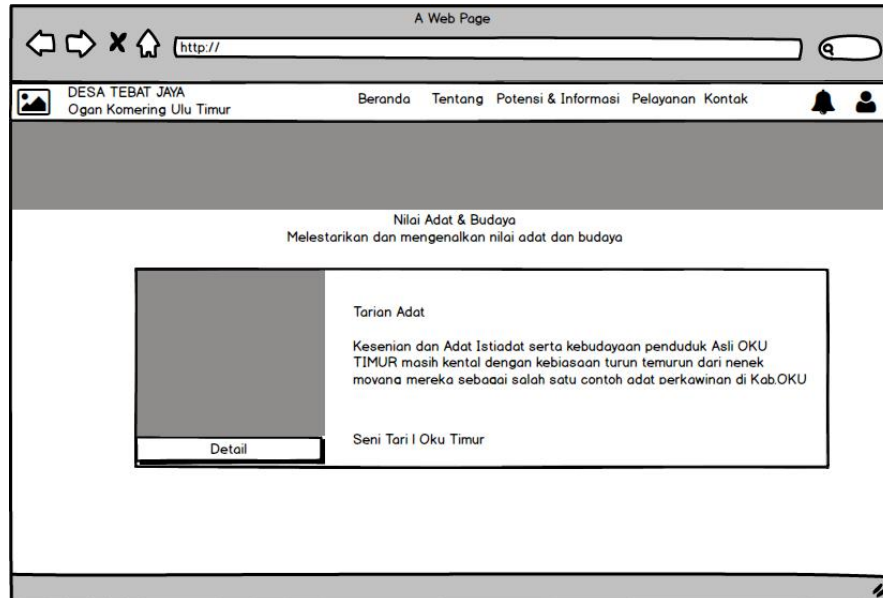 A Web Page
http://
DESA TEBAT JAYA
Ogan Komering Ulu Timur
Beranda Tentang Potensi & Informasi Pelayanan Kontak
Nilai Adat & Budaya
Melestarikan dan mengenalkan nilai adat dan budaya
Tarian Adat
Kesenian dan Adat Istiadat serta kebudayaan penduduk Asli OKU
TIMUR masih kental dengan kebiasaan turun temurun dari nenek
moyang mereka sebagai salah satu contoh adat perkawinan di Kab.OKU
Detail
Seni Tari | Oku Timur